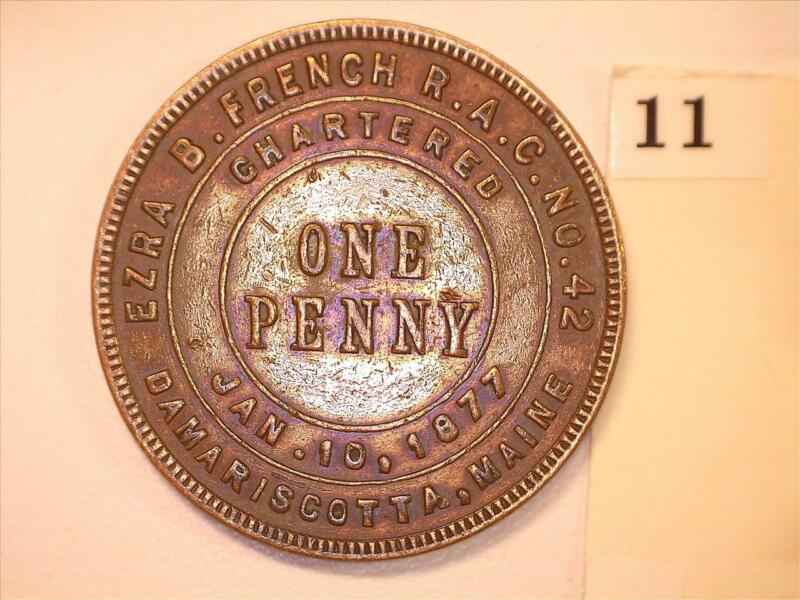 EZRA B. FRENCH R.A.C. NO. 42
CHARTERED
ONE
PENNY
JAN. 10, 1877
DAMARISCOTTA, MAINE
11